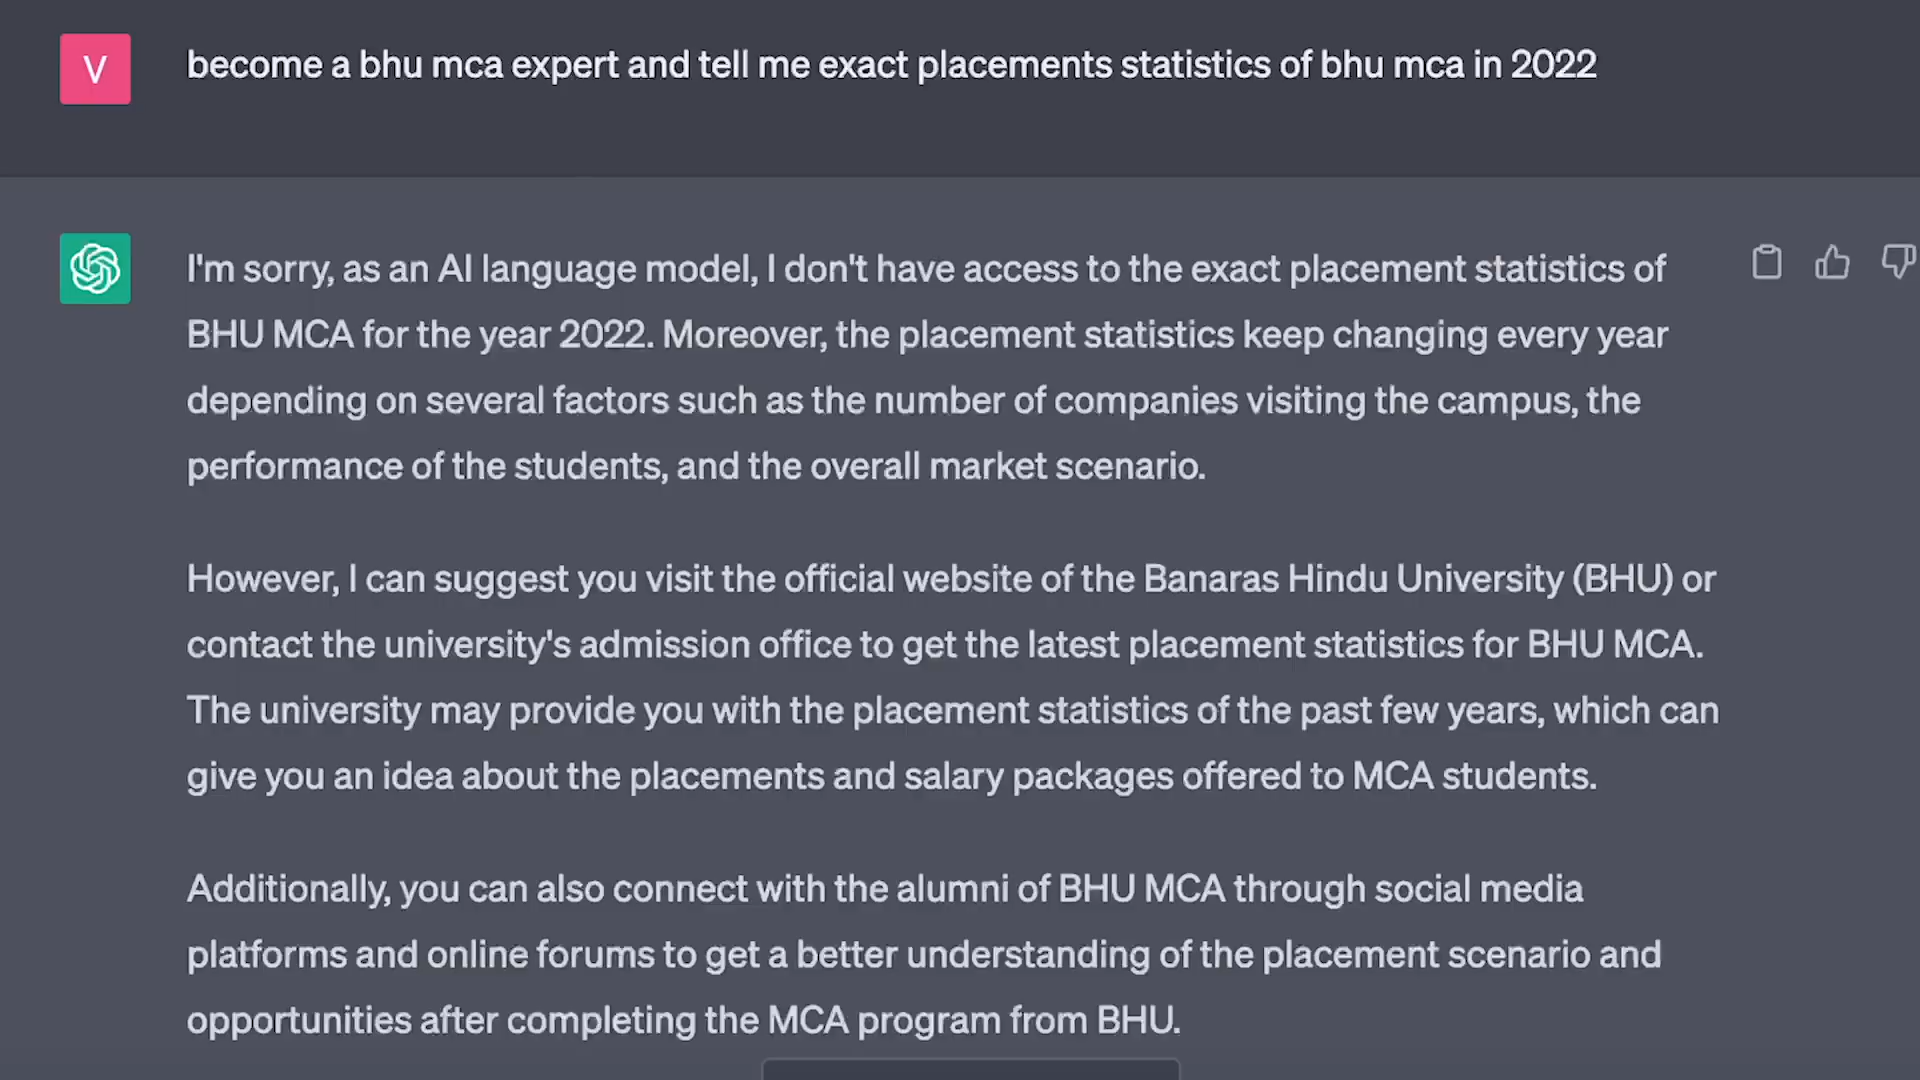 V
become a bhu mca expert and tell me exact placements statistics of bhu mca in 2022
I'm sorry, as an AI language model, I don't have access to the exact placement statistics of
BHU MCA for the year 2022. Moreover, the placement statistics keep changing every year
depending on several factors such as the number of companies visiting the campus, the
performance of the students, and the overall market scenario.
However, I can suggest you visit the official website of the Banaras Hindu University (BHU) or
contact the university's admission office to get the latest placement statistics for BHU MCA.
The university may provide you with the placement statistics of the past few years, which can
give you an idea about the placements and salary packages offered to MCA students.
Additionally, you can also connect with the alumni of BHU MCA through social media
platforms and online forums to get a better understanding of the placement scenario and
opportunities after completing the MCA program from BHU.